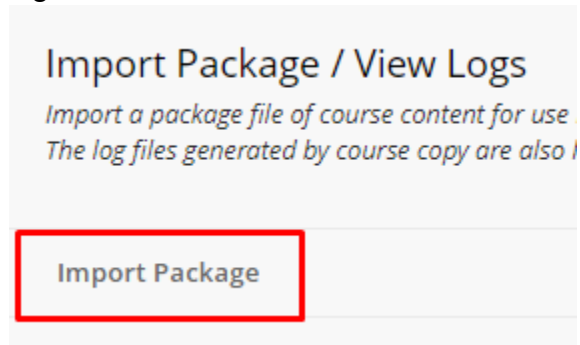 Import Package / View Logs
Import a package file of course content for use
The log files generated by course copy are also
Import Package